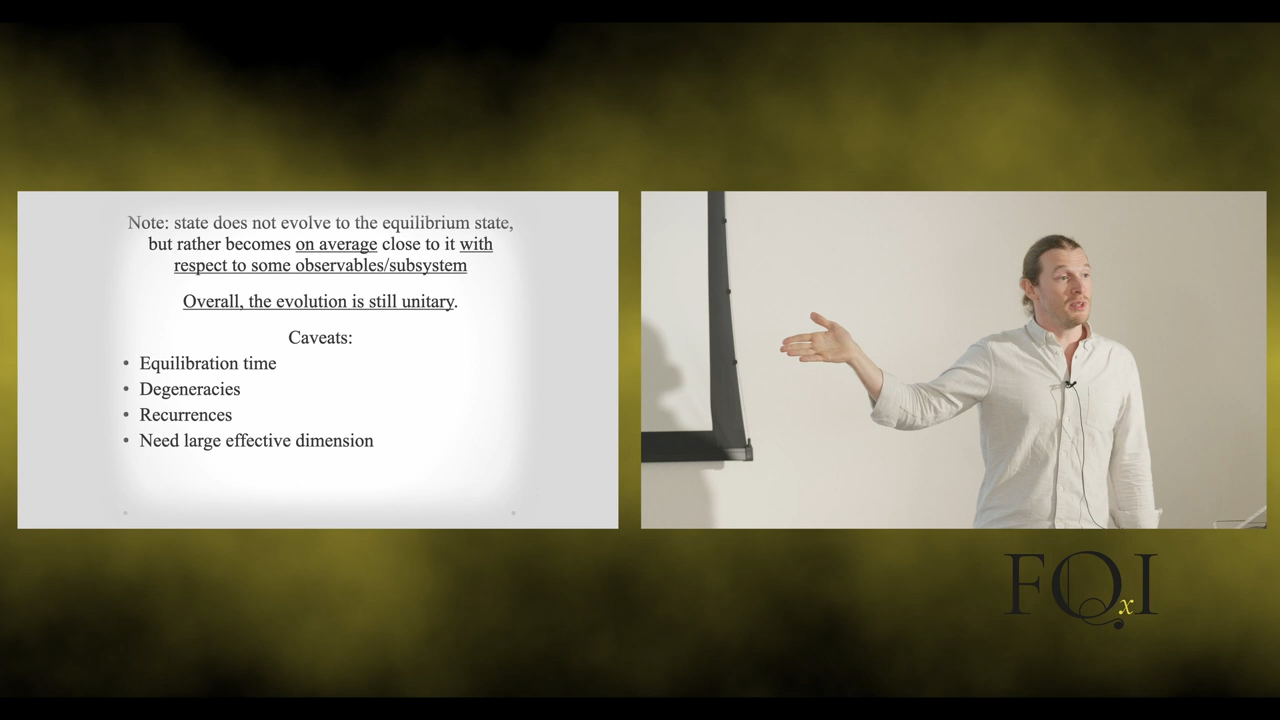 Note: state does not evolve to the equilibrium state,
but rather becomes on average close to it with
respect to some observables/subsystem
Overall, the evolution is still unitary.
Caveats:
• Equilibration time
• Degeneracies
• Recurrences
• Need large effective dimension
FQxI